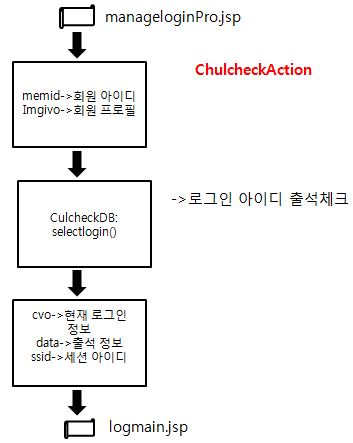 manageloginPro.jsp
ChulcheckAction
memid->회원 아이디
Imgivo->회원 프로필
CulcheckDB:
selectlogin()
->로그인 아이디 출석체크
cvo->현재 로그인
정보
data->출석 정보
ssid->세션 아이디
logmain.jsp